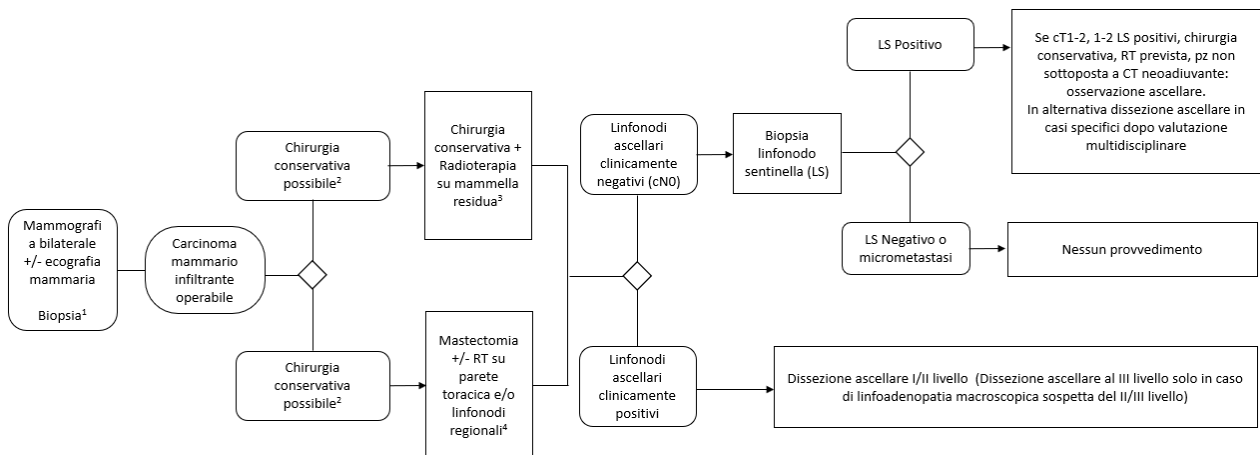 Mammografi
a bilaterale
+/- ecografia
mammaria
Biopsia¹
Carcinoma
mammario
infiltrante
operabile
Chirurgia
conservativa
possibile²
Chirurgia
conservativa +
Radioterapia
su mammella
residua³
Chirurgia
conservativa
possibile²
Mastectomia
+/- RT su
parete
toracica e/o
linfonodi
regionali⁴
Linfonodi
ascellari
clinicamente
negativi (cN0)
Biopsia
linfonodo
sentinella (LS)
LS Positivo
Se cT1-2, 1-2 LS positivi, chirurgia
conservativa, RT prevista, pz non
sottoposta a CT neoadiuvante:
osservazione ascellare.
In alternativa dissezione ascellare in
casi specifici dopo valutazione
multidisciplinare
LS Negativo o
micrometastasi
Nessun provvedimento
Linfonodi
ascellari
clinicamente
positivi
Dissezione ascellare I/II livello (Dissezione ascellare al III livello solo in caso
di linfoadenopatia macroscopica sospetta del II/III livello)